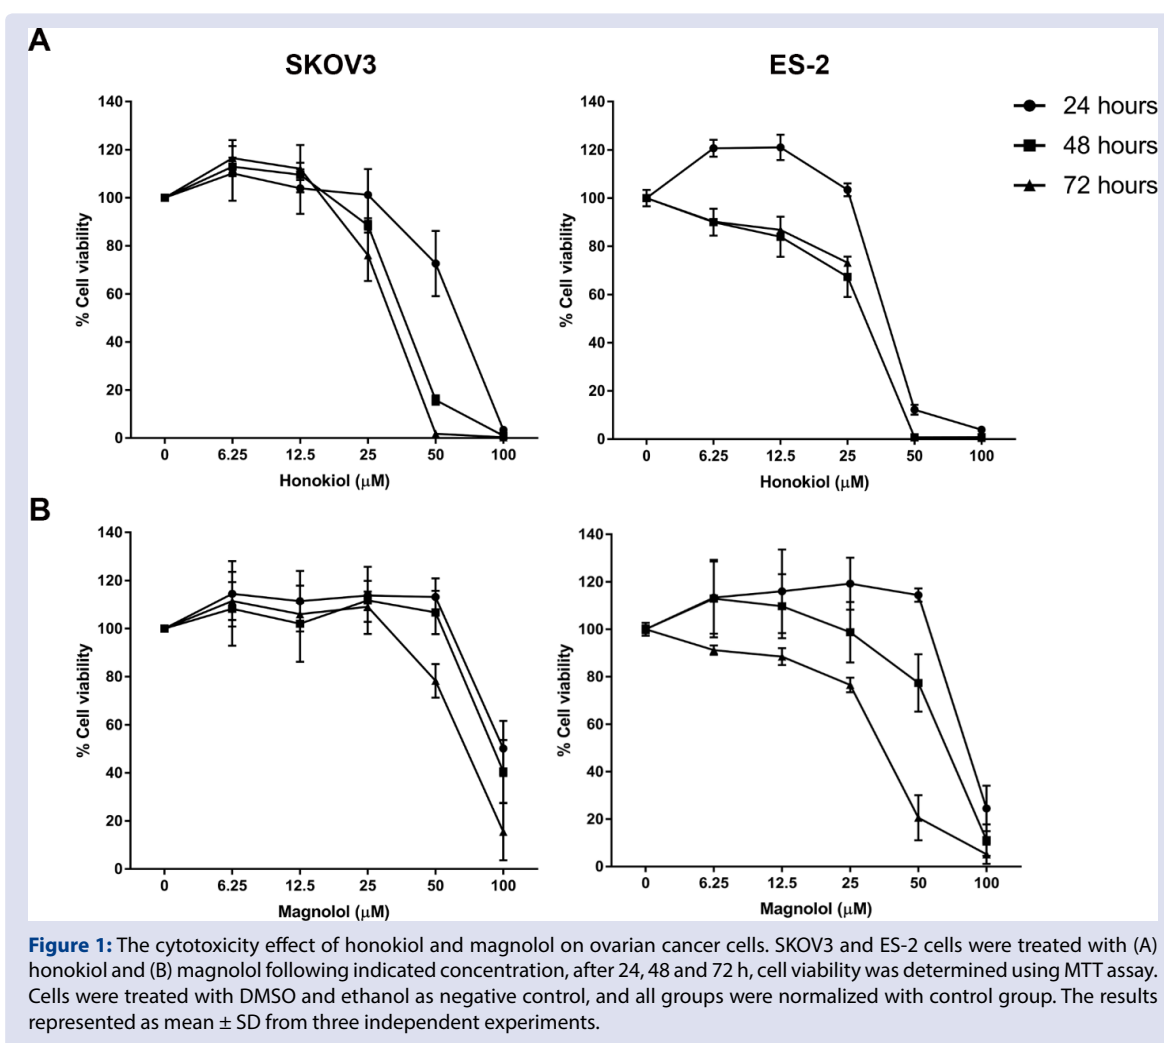 A
SKOV3
ES-2
24 hours
48 hours
72 hours
% Cell viability
140
120
100
80
60
40
20
0
0 6.25 12.5 25 50 100
Honokiol (μM)
% Cell viability
140
120
100
80
60
40
20
0
0 6.25 12.5 25 50 100
Honokiol (μM)
B
% Cell viability
140
120
100
80
60
40
20
0
0 6.25 12.5 25 50 100
Magnolol (μM)
% Cell viability
140
120
100
80
60
40
20
0
0 6.25 12.5 25 50 100
Magnolol (μM)
Figure 1: The cytotoxicity effect of honokiol and magnolol on ovarian cancer cells. SKOV3 and ES-2 cells were treated with (A)
honokiol and (B) magnolol following indicated concentration, after 24, 48 and 72 h, cell viability was determined using MTT assay.
Cells were treated with DMSO and ethanol as negative control, and all groups were normalized with control group. The results
represented as mean ± SD from three independent experiments.